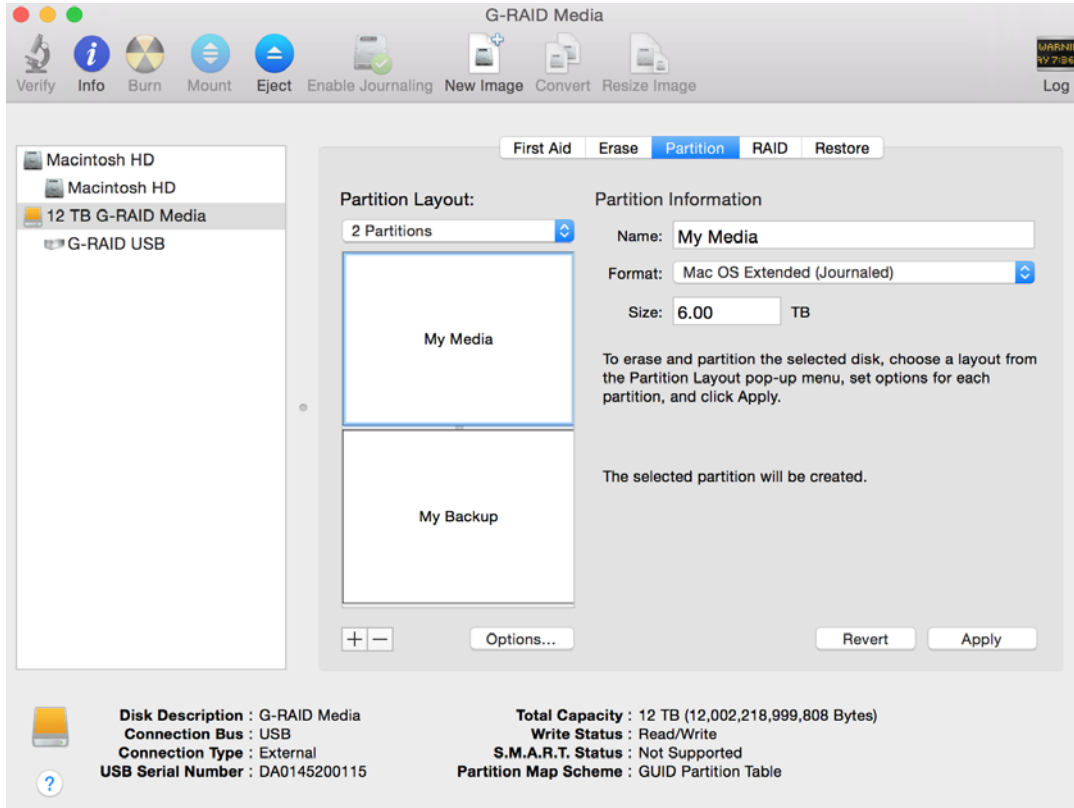 G-RAID Media
Verify Info Burn Mount Eject Enable Journaling New Image Convert Resize Image Log
WARNI
7:86
Macintosh HD
Macintosh HD
12 TB G-RAID Media
G-RAID USB
First Aid Erase Partition RAID Restore
Partition Layout:
2 Partitions
My Media
My Backup
Options...
Partition Information
Name: My Media
Format: Mac OS Extended (Journaled)
Size: 6.00 TB
To erase and partition the selected disk, choose a layout from
the Partition Layout pop-up menu, set options for each
partition, and click Apply.
The selected partition will be created.
Revert Apply
Disk Description : G-RAID Media
Connection Bus : USB
Connection Type : External
USB Serial Number : DA0145200115
Total Capacity : 12 TB (12,002,218,999,808 Bytes)
Write Status : Read/Write
S.M.A.R.T. Status : Not Supported
Partition Map Scheme : GUID Partition Table
?